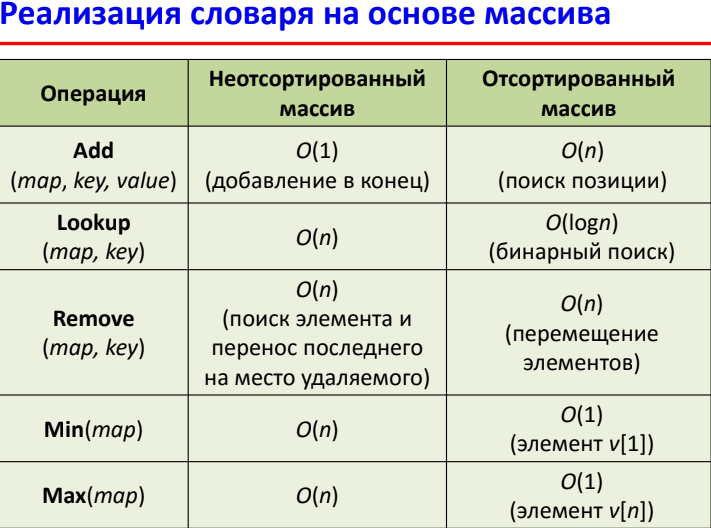 Реализация словаря на основе массива
Операция
Неотсортированный
массив
Отсортированный
массив
Add
(map, key, value)
O(1)
(добавление в конец)
O(n)
(поиск позиции)
Lookup
(map, key)
O(n)
O(logn)
(бинарный поиск)
Remove
(map, key)
O(n)
(поиск элемента и
перенос последнего
на место удаляемого)
O(n)
(перемещение
элементов)
Min(map)
O(n)
O(1)
(элемент v[1])
Max(map)
O(n)
O(1)
(элемент v[n])